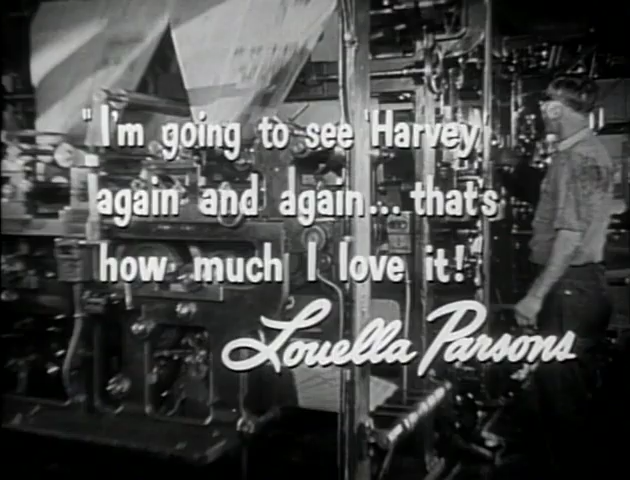 "I'm going to see 'Harvey'
again and again... that's
how much I love it!"
Louella Parsons